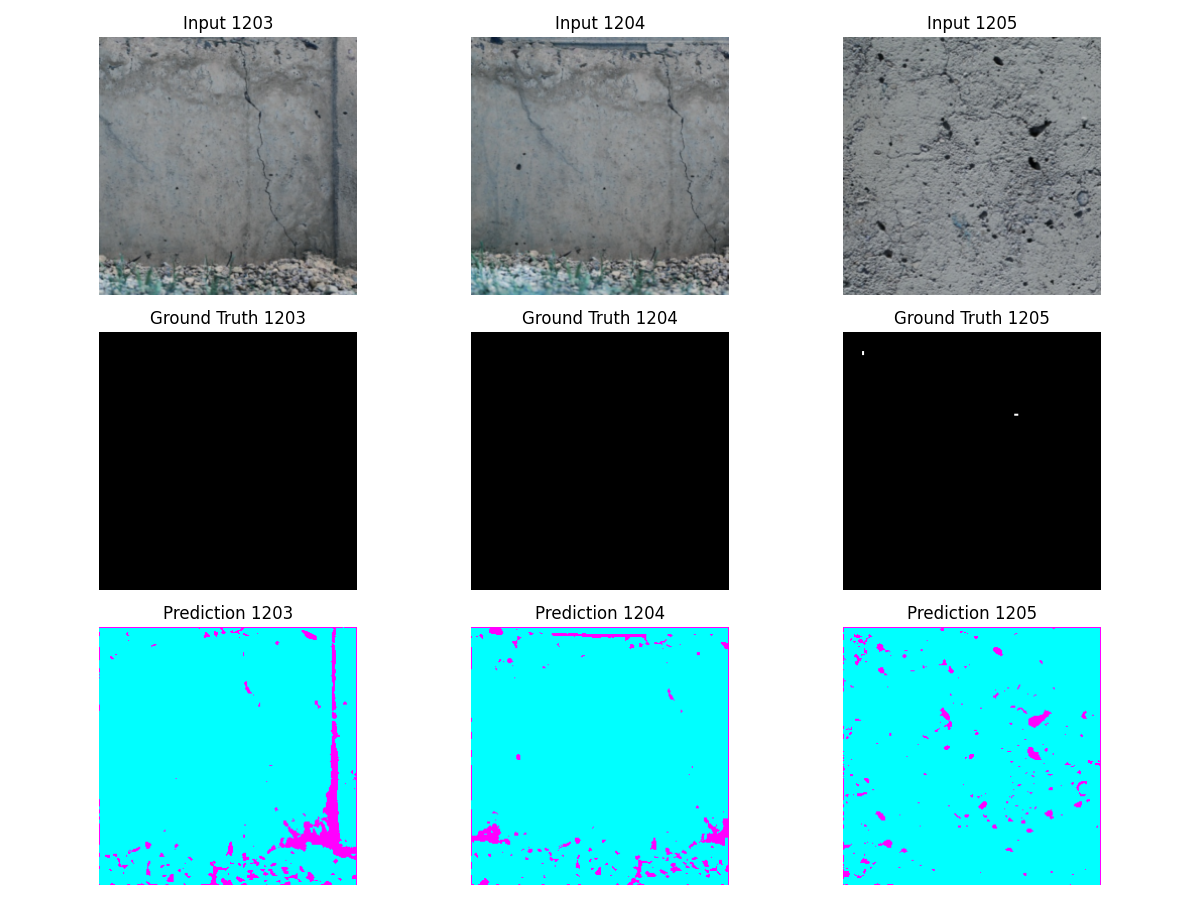 Input 1203
Input 1204
Input 1205
Ground Truth 1203
Ground Truth 1204
Ground Truth 1205
Prediction 1203
Prediction 1204
Prediction 1205